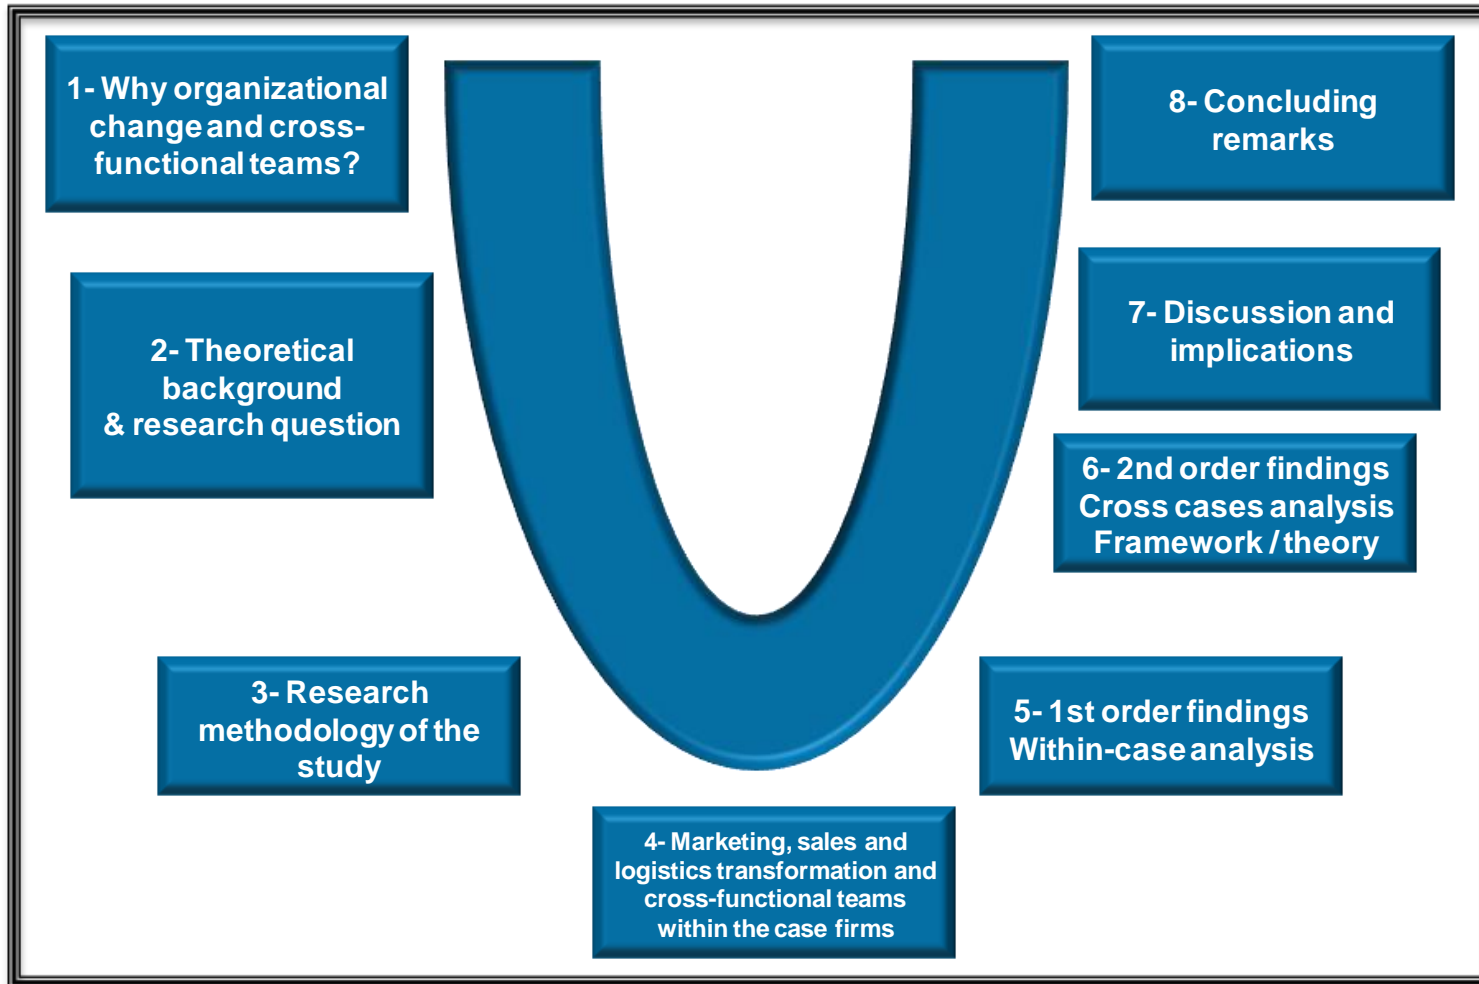 1- Why organizational
change and cross-
functional teams?
2- Theoretical
background
& research question
3- Research
methodology of the
study
4- Marketing, sales and
logistics transformation and
cross-functional teams
within the case firms
5- 1st order findings
Within-case analysis
6- 2nd order findings
Cross cases analysis
Framework / theory
7- Discussion and
implications
8- Concluding
remarks